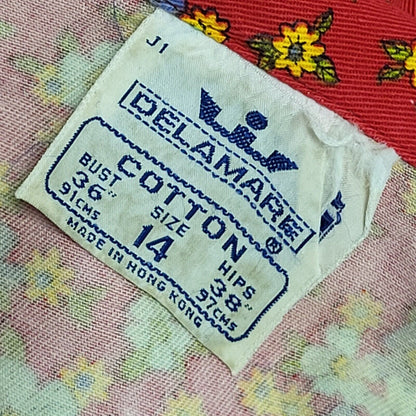 J1
DELAMARE ®
COTTON
BUST SIZE HIPS
36" 14 38"
91CMS 97CMS
MADE IN HONG KONG